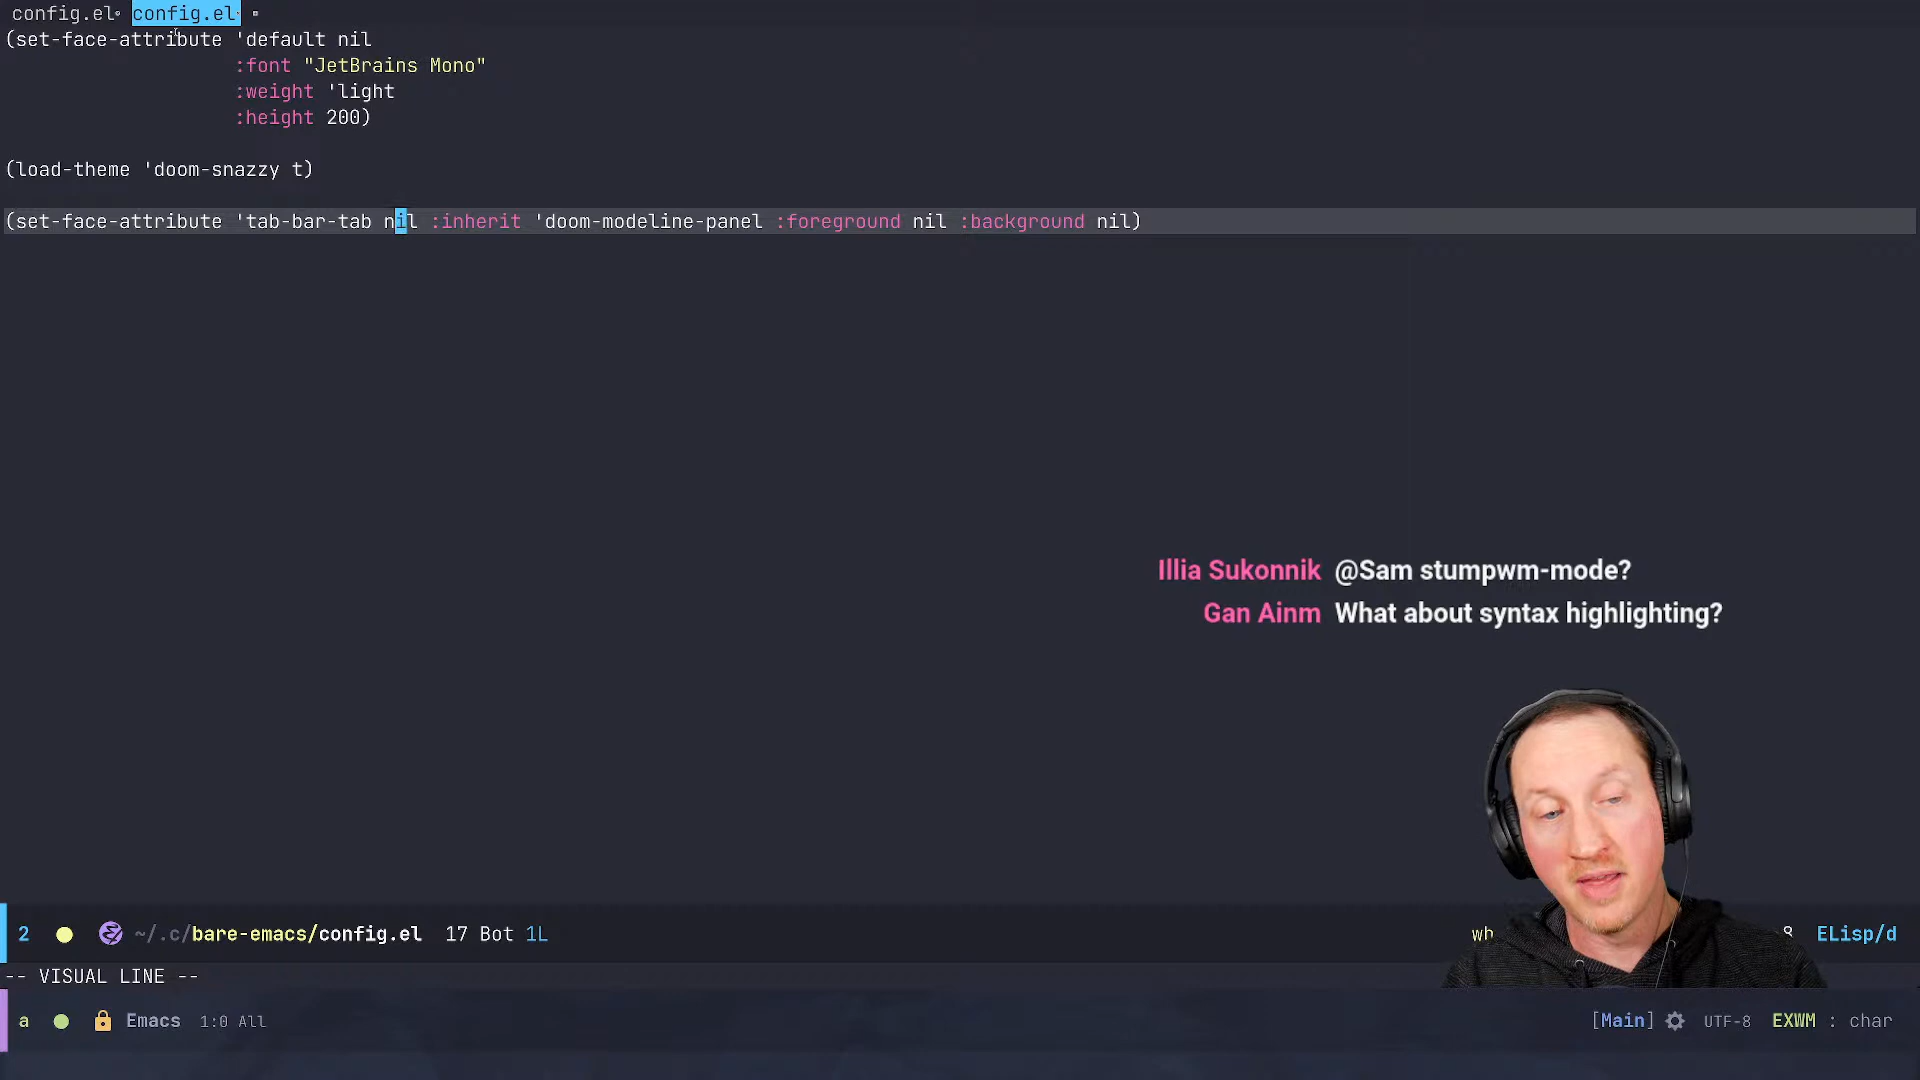 config.el config.el
(set-face-attribute 'default nil
:font "JetBrains Mono"
:weight 'light
:height 200)
(load-theme 'doom-snazzy t)
(set-face-attribute 'tab-bar-tab nil :inherit 'doom-modeline-panel :foreground nil :background nil)
Illia Sukonnik @Sam stumpwm-mode?
Gan Ainm What about syntax highlighting?
2 ~/.c/bare-emacs/config.el 17 Bot 1L wh 8 ELisp/d
-- VISUAL LINE --
a Emacs 1:0 All [Main] UTF-8 EXWM : char